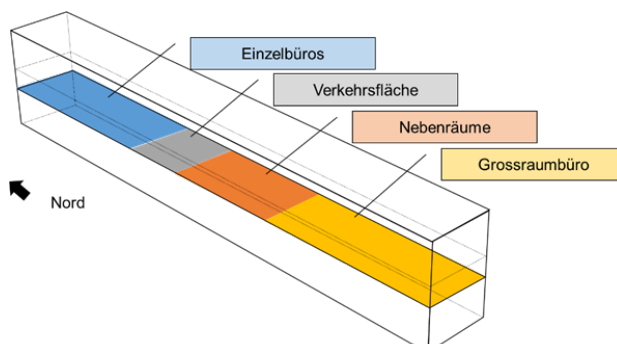 Einzelbüros
Verkehrsfläche
Nebenräume
Grossraumbüro
Nord